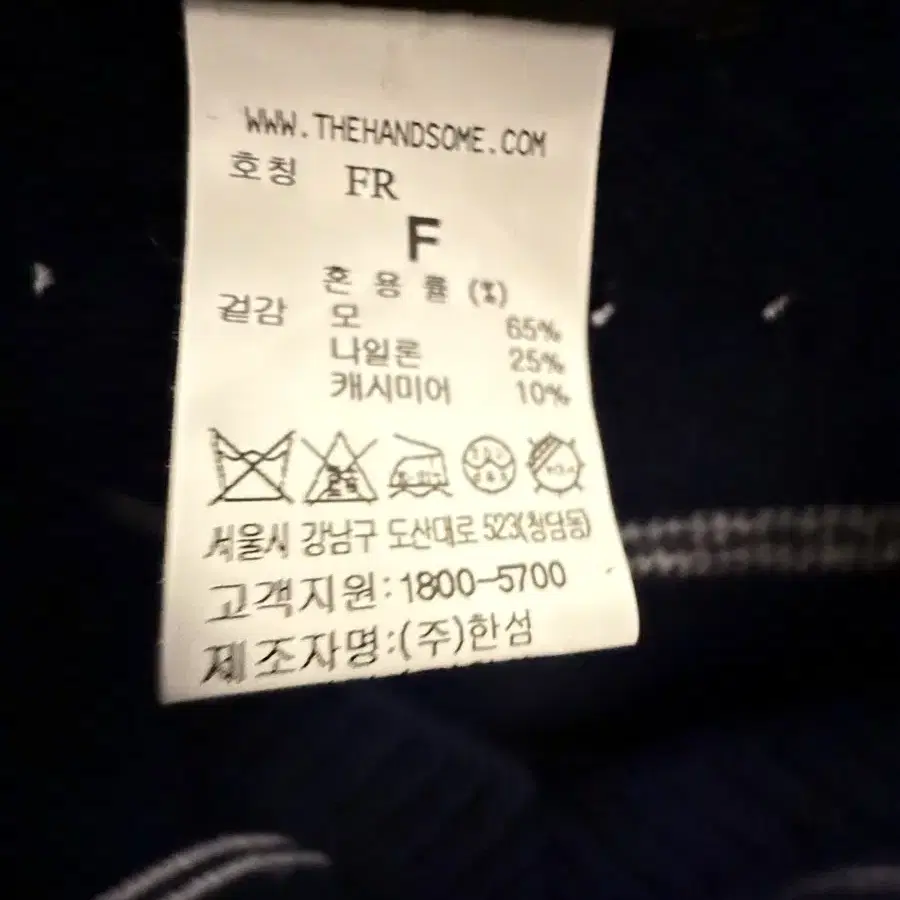 WWW.THEHANDSOME.COM
호칭 FR
F
혼 용 률 (%)
겉감 모 65%
나일론 25%
캐시미어 10%
서울시 강남구 도산대로 523(청담동)
고객지원:1800-5700
제조자명:(주)한섬